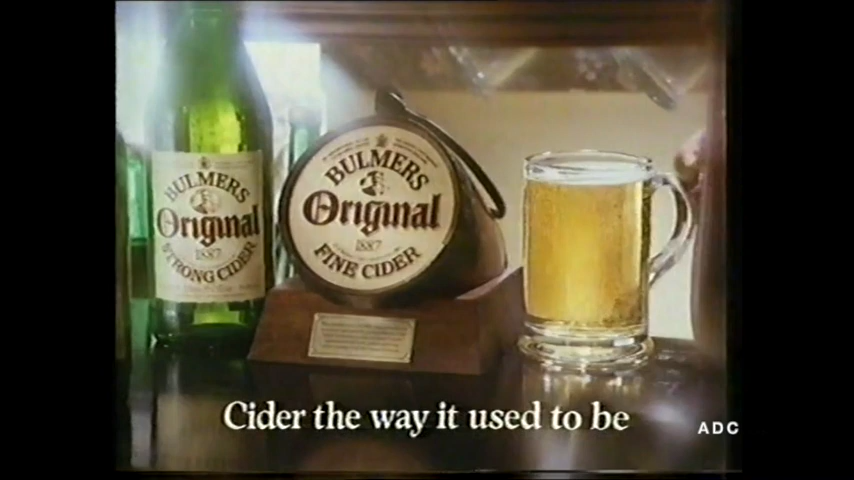 BULMERS
Original
1887
STRONG CIDER
BULMERS
Original
1887
FINE CIDER
Cider the way it used to be
ADC